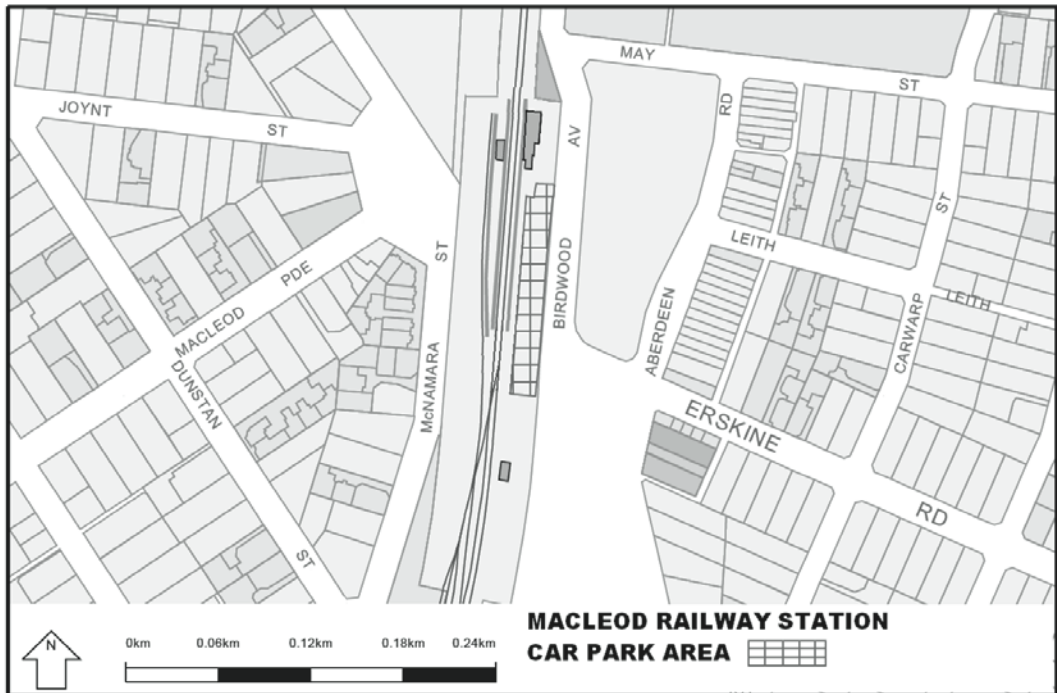 MAY
ST
JOYNT
ST
RD
AV
ST
LEITH
LEITH
PDE
MACLEOD
ST
BIRDWOOD
ABERDEEN
CARWARP
DUNSTAN
McNAMARA
ERSKINE
RD
ST
N
0km 0.06km 0.12km 0.18km 0.24km
MACLEOD RAILWAY STATION
CAR PARK AREA